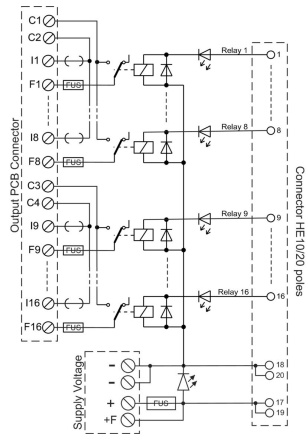 C1
C2
I1
F1
FUS
I8
F8
FUS
C3
C4
I9
F9
FUS
I16
F16
FUS
Output PCB Connector
Relay 1
1
Relay 8
8
Relay 9
9
Relay 16
16
Connector HE10/20 poles
Supply Voltage
-
-
+
FUS
+F
18
20
17
19